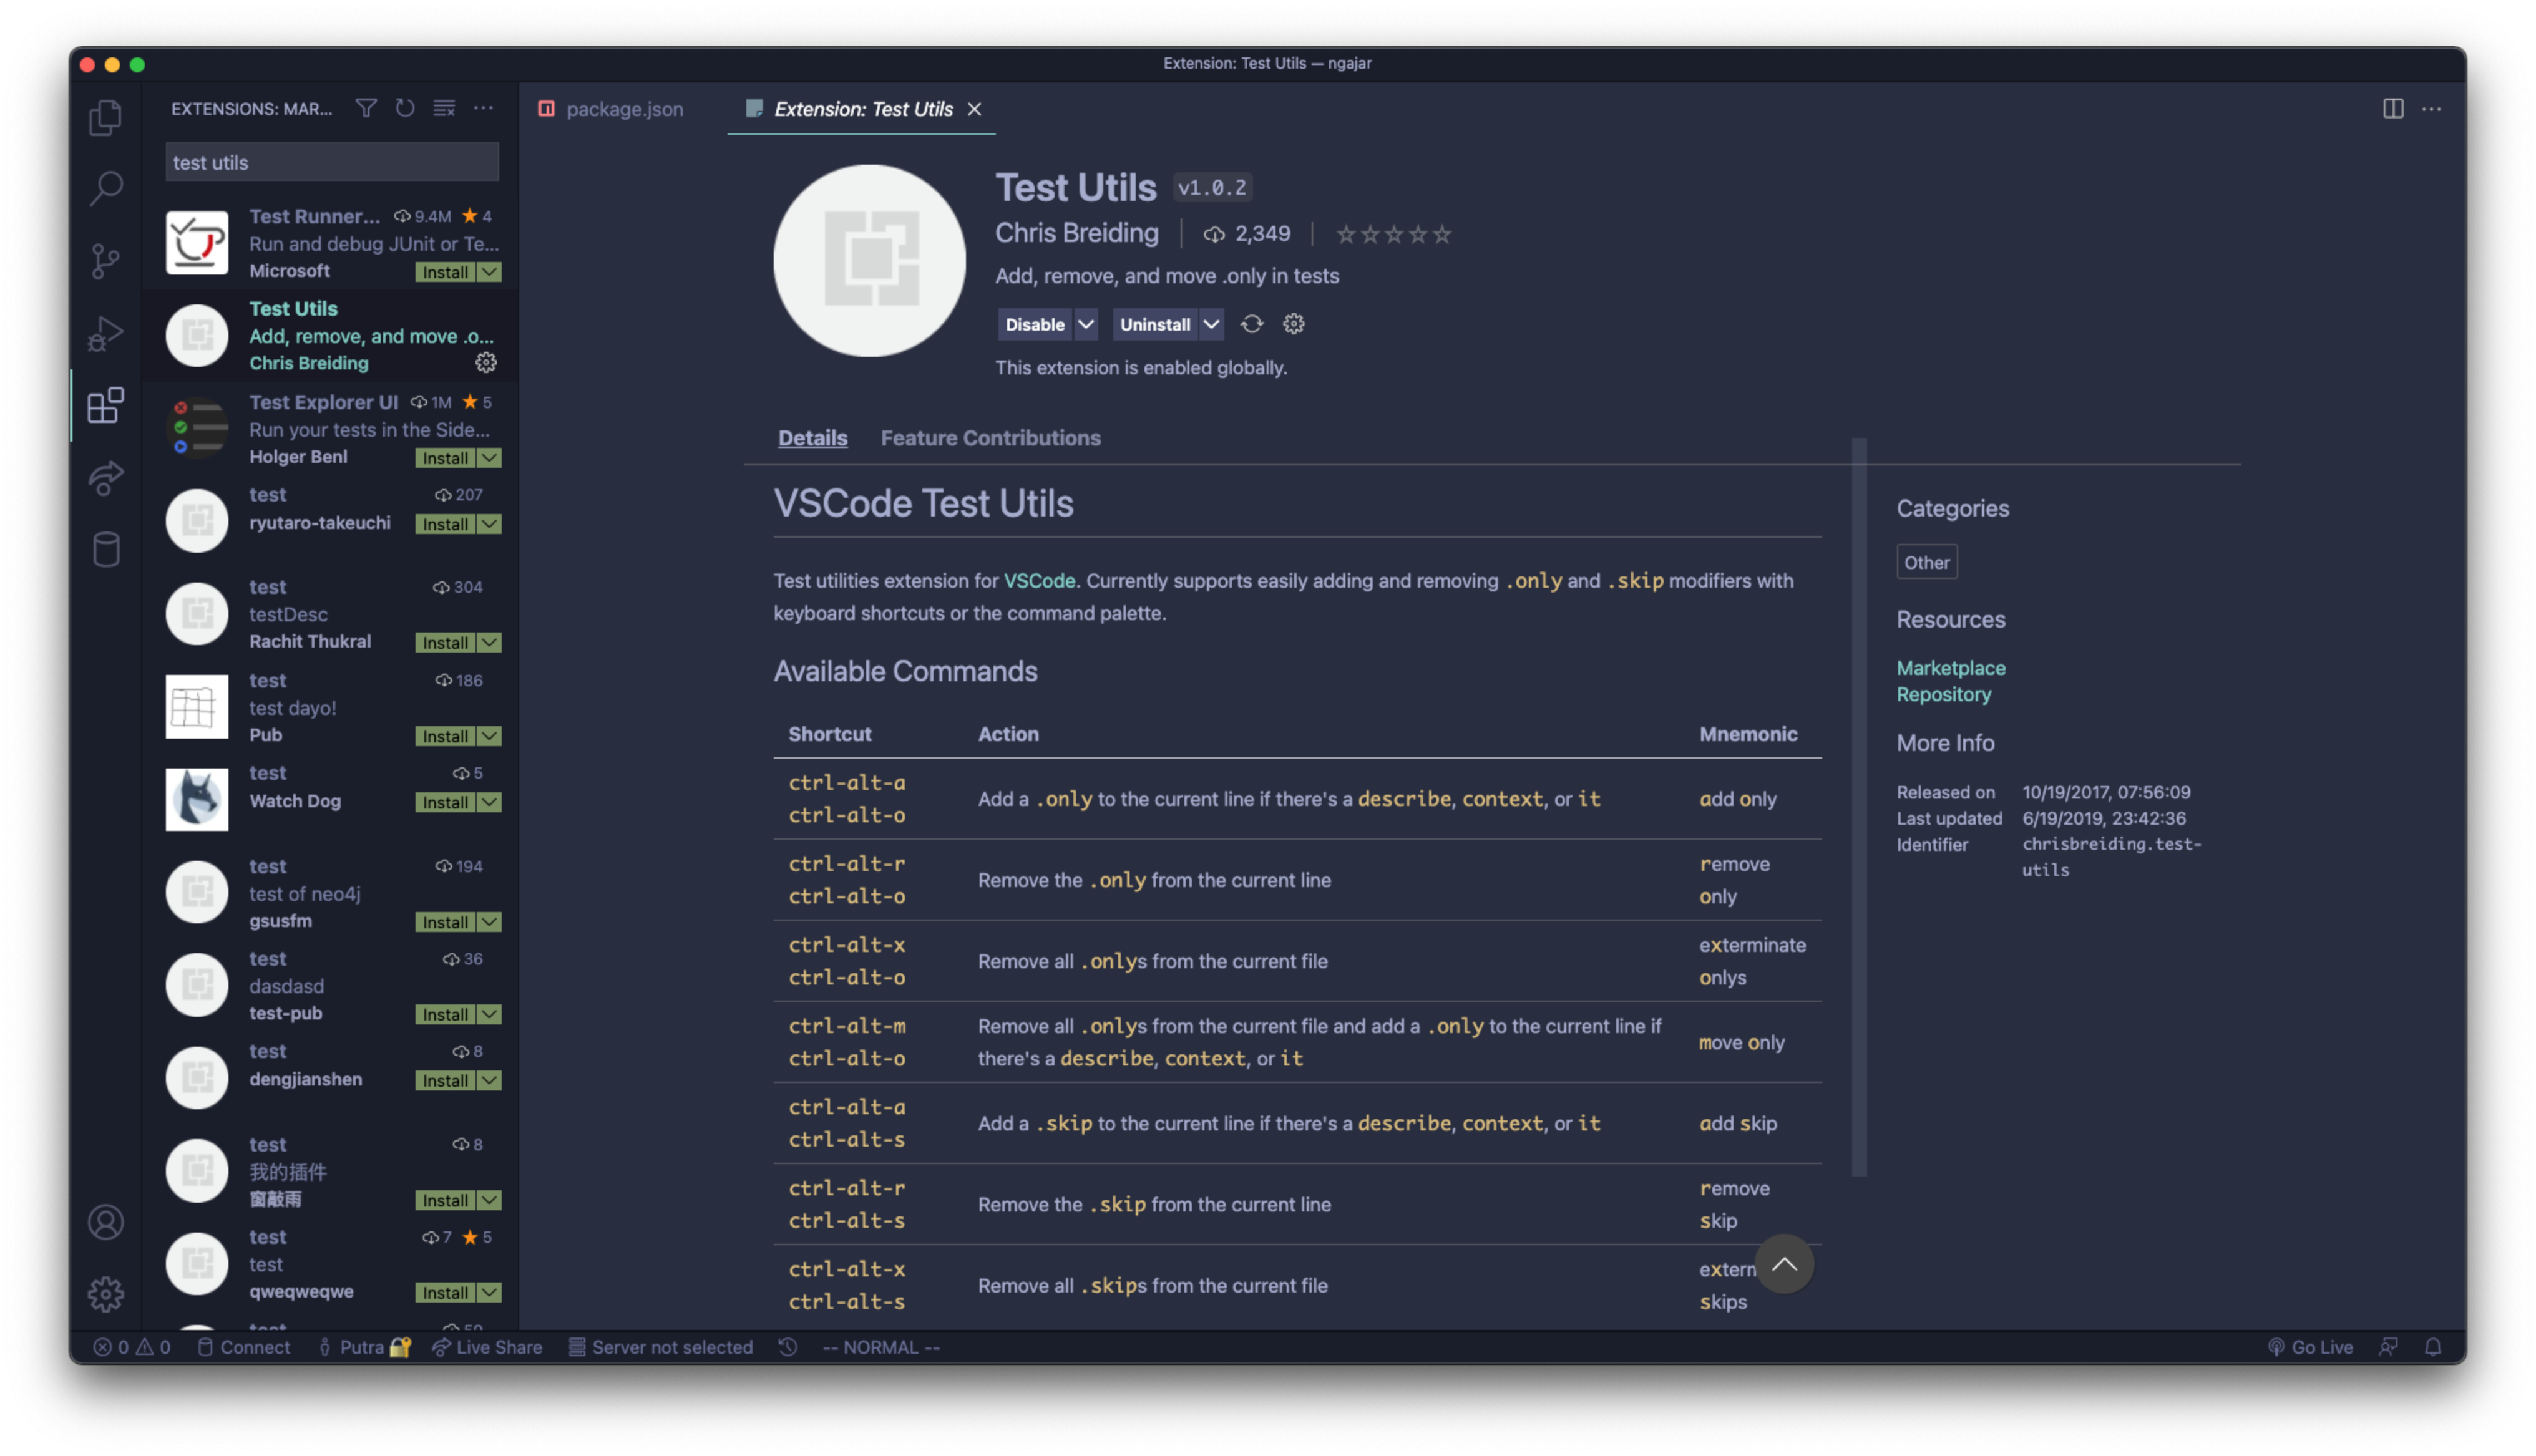 Extension: Test Utils — ngajar
EXTENSIONS: MAR...
test utils
Test Runner... 9.4M 4
Run and debug JUnit or Te...
Microsoft Install
Test Utils
Add, remove, and move .o...
Chris Breiding
Test Explorer UI 1M 5
Run your tests in the Side...
Holger Benl Install
test 207
ryutaro-takeuchi Install
test 304
testDesc
Rachit Thukral Install
test 186
test dayo!
Pub Install
test 5
Watch Dog Install
test 194
test of neo4j
gsusfm Install
test 36
dasdasd
test-pub Install
test 8
dengjianshen Install
test 8
我的插件
窗敲雨 Install
test 7 5
test
qweqweqwe Install
package.json Extension: Test Utils
Test Utils v1.0.2
Chris Breiding 2,349
Add, remove, and move .only in tests
Disable Uninstall
This extension is enabled globally.
Details Feature Contributions
VSCode Test Utils
Test utilities extension for VSCode. Currently supports easily adding and removing .only and .skip modifiers with
keyboard shortcuts or the command palette.
Available Commands
Shortcut Action Mnemonic
ctrl-alt-a
ctrl-alt-o
Add a .only to the current line if there's a describe, context, or it
add only
ctrl-alt-r
ctrl-alt-o
Remove the .only from the current line
remove
only
ctrl-alt-x
ctrl-alt-o
Remove all .onlys from the current file
exterminate
onlys
ctrl-alt-m
ctrl-alt-o
Remove all .onlys from the current file and add a .only to the current line if
there's a describe, context, or it
move only
ctrl-alt-a
ctrl-alt-s
Add a .skip to the current line if there's a describe, context, or it
add skip
ctrl-alt-r
ctrl-alt-s
Remove the .skip from the current line
remove
skip
ctrl-alt-x
ctrl-alt-s
Remove all .skips from the current file
extern
skips
Categories
Other
Resources
Marketplace
Repository
More Info
Released on 10/19/2017, 07:56:09
Last updated 6/19/2019, 23:42:36
Identifier chrisbreiding.test-
utils
0 0 Connect Putra Live Share Server not selected -- NORMAL -- Go Live